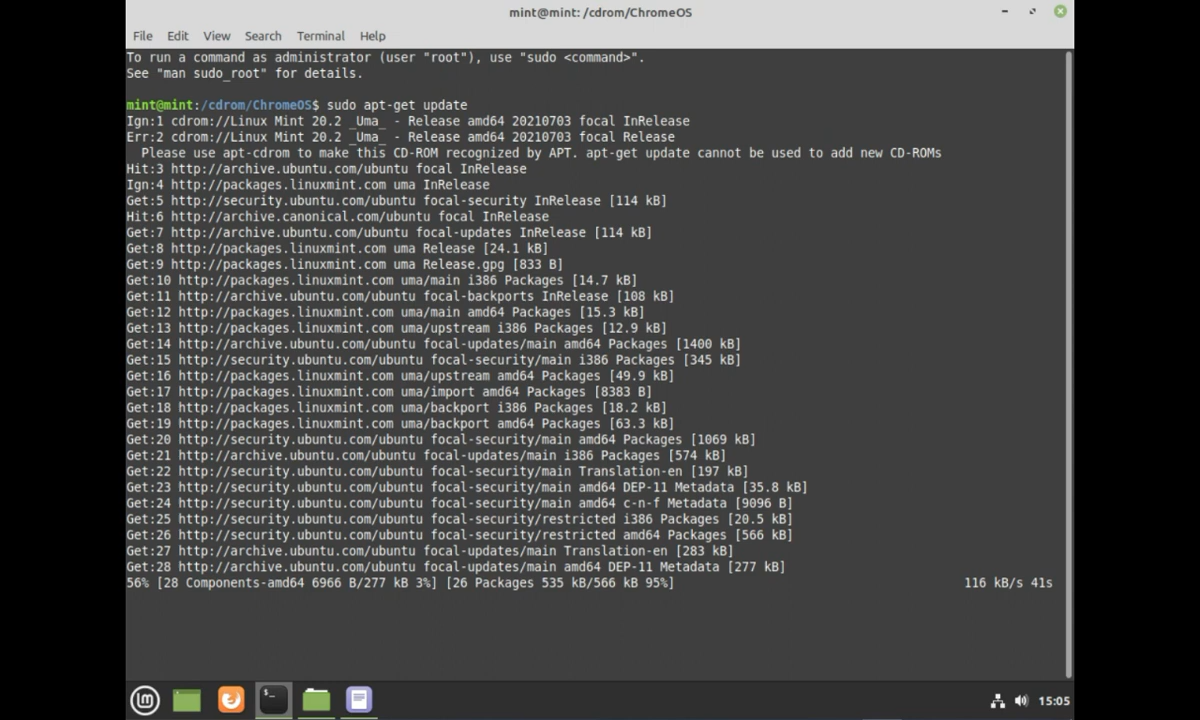 mint@mint: /cdrom/ChromeOS
File Edit View Search Terminal Help
To run a command as administrator (user "root"), use "sudo <command>".
See "man sudo_root" for details.
mint@mint:/cdrom/ChromeOS$ sudo apt-get update
Ign:1 cdrom://Linux Mint 20.2 _Uma_ - Release amd64 20210703 focal InRelease
Err:2 cdrom://Linux Mint 20.2 _Uma_ - Release amd64 20210703 focal Release
Please use apt-cdrom to make this CD-ROM recognized by APT. apt-get update cannot be used to add new CD-ROMs
Hit:3 http://archive.ubuntu.com/ubuntu focal InRelease
Ign:4 http://packages.linuxmint.com uma InRelease
Get:5 http://security.ubuntu.com/ubuntu focal-security InRelease [114 kB]
Hit:6 http://archive.canonical.com/ubuntu focal InRelease
Get:7 http://archive.ubuntu.com/ubuntu focal-updates InRelease [114 kB]
Get:8 http://packages.linuxmint.com uma Release [24.1 kB]
Get:9 http://packages.linuxmint.com uma Release.gpg [833 B]
Get:10 http://packages.linuxmint.com uma/main i386 Packages [14.7 kB]
Get:11 http://archive.ubuntu.com/ubuntu focal-backports InRelease [108 kB]
Get:12 http://packages.linuxmint.com uma/main amd64 Packages [15.3 kB]
Get:13 http://packages.linuxmint.com uma/upstream i386 Packages [12.9 kB]
Get:14 http://archive.ubuntu.com/ubuntu focal-updates/main amd64 Packages [1400 kB]
Get:15 http://security.ubuntu.com/ubuntu focal-security/main i386 Packages [345 kB]
Get:16 http://packages.linuxmint.com uma/upstream amd64 Packages [49.9 kB]
Get:17 http://packages.linuxmint.com uma/import amd64 Packages [8383 B]
Get:18 http://packages.linuxmint.com uma/backport i386 Packages [18.2 kB]
Get:19 http://packages.linuxmint.com uma/backport amd64 Packages [63.3 kB]
Get:20 http://security.ubuntu.com/ubuntu focal-security/main amd64 Packages [1069 kB]
Get:21 http://archive.ubuntu.com/ubuntu focal-updates/main i386 Packages [574 kB]
Get:22 http://security.ubuntu.com/ubuntu focal-security/main Translation-en [197 kB]
Get:23 http://security.ubuntu.com/ubuntu focal-security/main amd64 DEP-11 Metadata [35.8 kB]
Get:24 http://security.ubuntu.com/ubuntu focal-security/main amd64 c-n-f Metadata [9096 B]
Get:25 http://security.ubuntu.com/ubuntu focal-security/restricted i386 Packages [20.5 kB]
Get:26 http://security.ubuntu.com/ubuntu focal-security/restricted amd64 Packages [566 kB]
Get:27 http://archive.ubuntu.com/ubuntu focal-updates/main Translation-en [283 kB]
Get:28 http://archive.ubuntu.com/ubuntu focal-updates/main amd64 DEP-11 Metadata [277 kB]
56% [28 Components-amd64 6966 B/277 kB 3%] [26 Packages 535 kB/566 kB 95%] 116 kB/s 41s
15:05